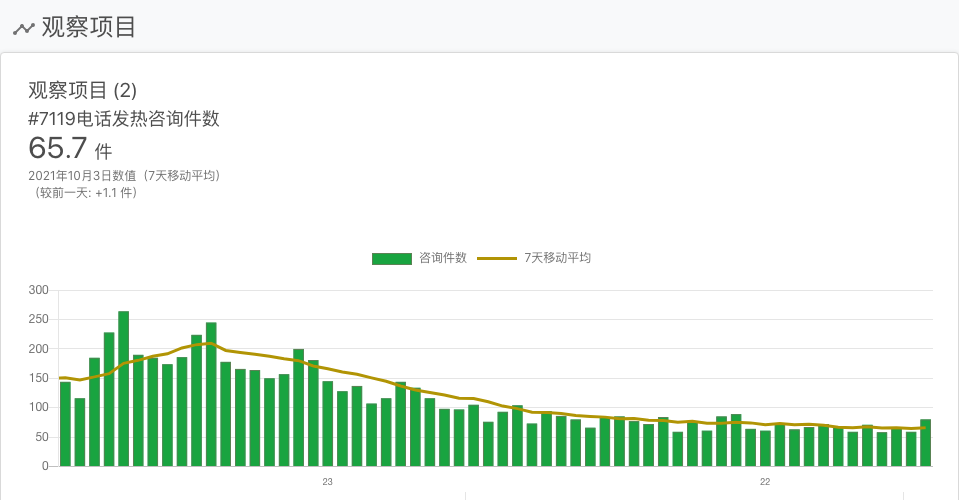 观察项目
观察项目 (2)
#7119电话发热咨询件数
65.7 件
2021年10月3日数值（7天移动平均）
（较前一天: +1.1 件）
咨询件数 7天移动平均
300
250
200
150
100
50
0
23 22